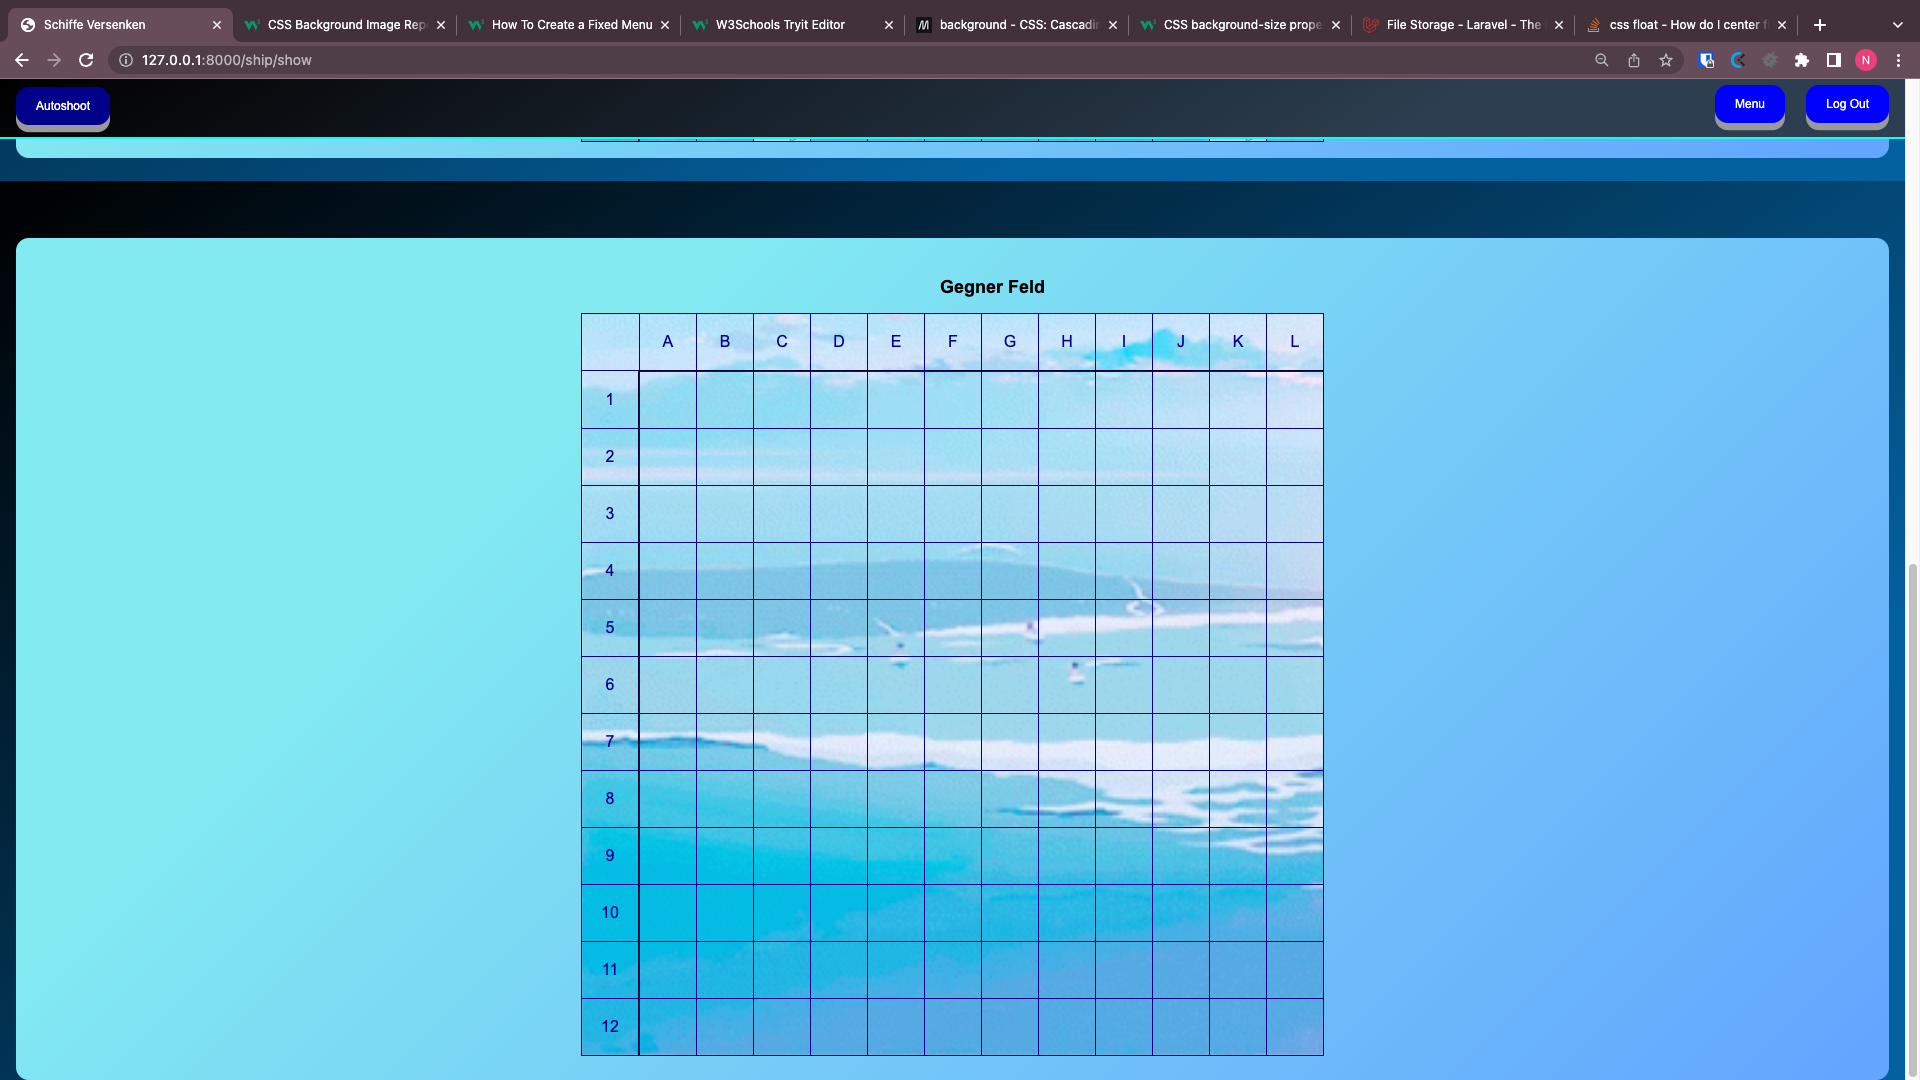 Schiffe Versenken
CSS Background Image Rep
How To Create a Fixed Menu
W3Schools Tryit Editor
background - CSS: Cascadin
CSS background-size prope
File Storage - Laravel - The
css float - How do I center f
127.0.0.1:8000/ship/show
N
Autoshoot
Menu
Log Out
Gegner Feld
A B C D E F G H I J K L
1
2
3
4
5
6
7
8
9
10
11
12